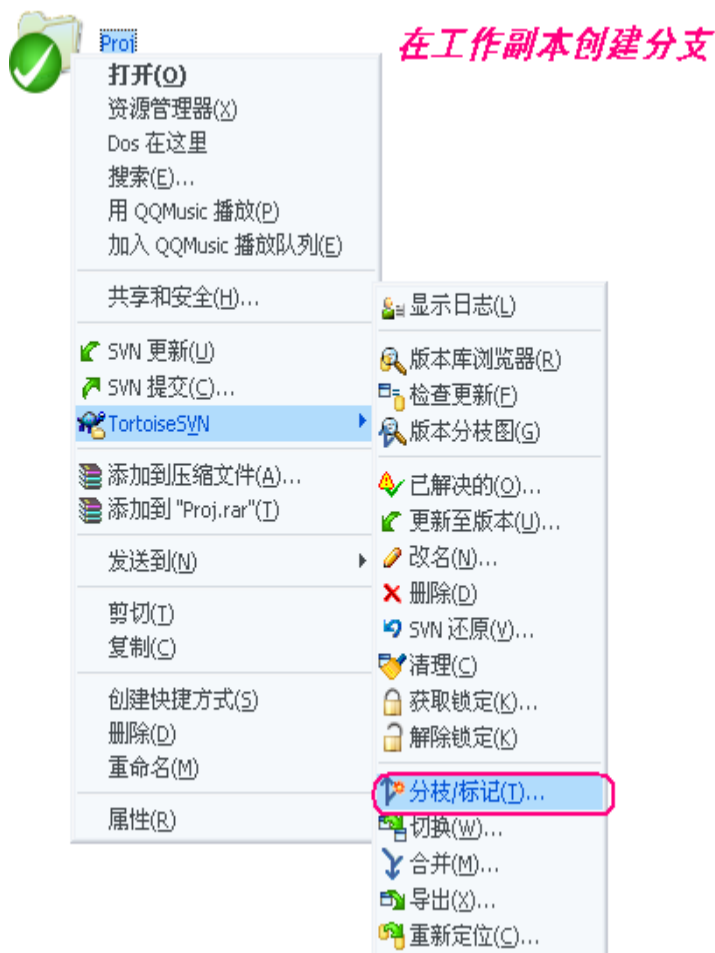 Proj
在工作副本创建分支
打开(O)
资源管理器(X)
Dos 在这里
搜索(E)...
用 QQMusic 播放(P)
加入 QQMusic 播放队列(E)
共享和安全(H)...
SVN 更新(U)
SVN 提交(C)...
TortoiseSVN
添加到压缩文件(A)...
添加到 "Proj.rar"(T)
发送到(N)
剪切(T)
复制(C)
创建快捷方式(S)
删除(D)
重命名(M)
属性(R)
显示日志(L)
版本库浏览器(R)
检查更新(F)
版本分枝图(G)
已解决的(O)...
更新至版本(U)...
改名(N)...
删除(D)
SVN 还原(V)...
清理(C)
获取锁定(K)...
解除锁定(K)
分枝/标记(T)...
切换(W)...
合并(M)...
导出(X)...
重新定位(C)...